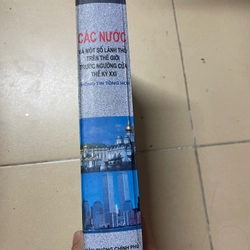 CÁC NƯỚC
VÀ MỘT SỐ LÃNH THỔ
TRÊN THẾ GIỚI
TRƯỚC NGƯỠNG CỬA
THẾ KỶ XXI